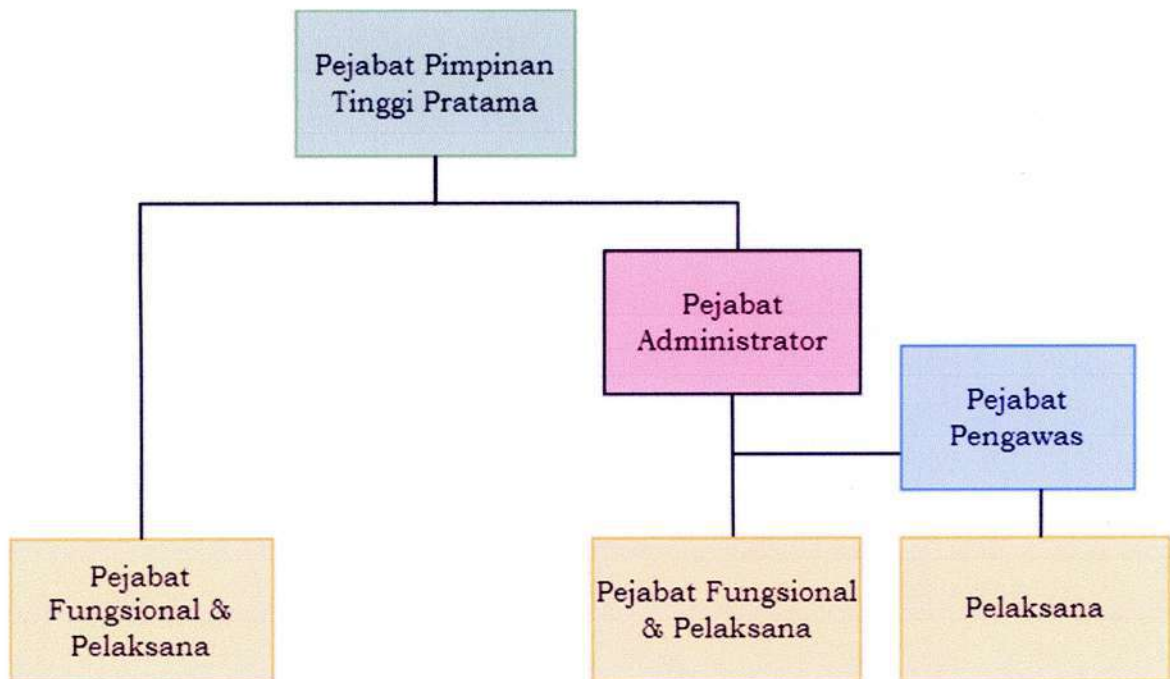 Pejabat Pimpinan
Tinggi Pratama
Pejabat
Administrator
Pejabat
Pengawas
Pejabat
Fungsional &
Pelaksana
Pejabat Fungsional
& Pelaksana
Pelaksana